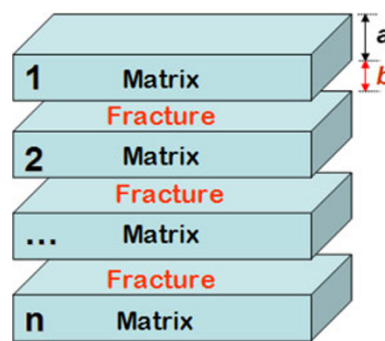 a
1 Matrix
b
Fracture
2 Matrix
Fracture
... Matrix
Fracture
n Matrix